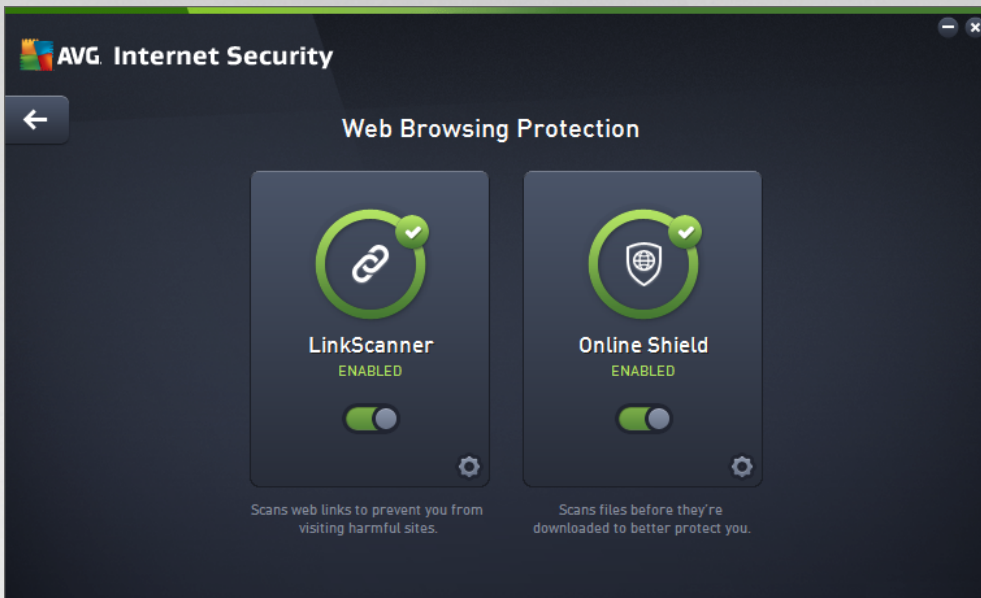 AVG. Internet Security
Web Browsing Protection
LinkScanner
ENABLED
Scans web links to prevent you from
visiting harmful sites.
Online Shield
ENABLED
Scans files before they're
downloaded to better protect you.